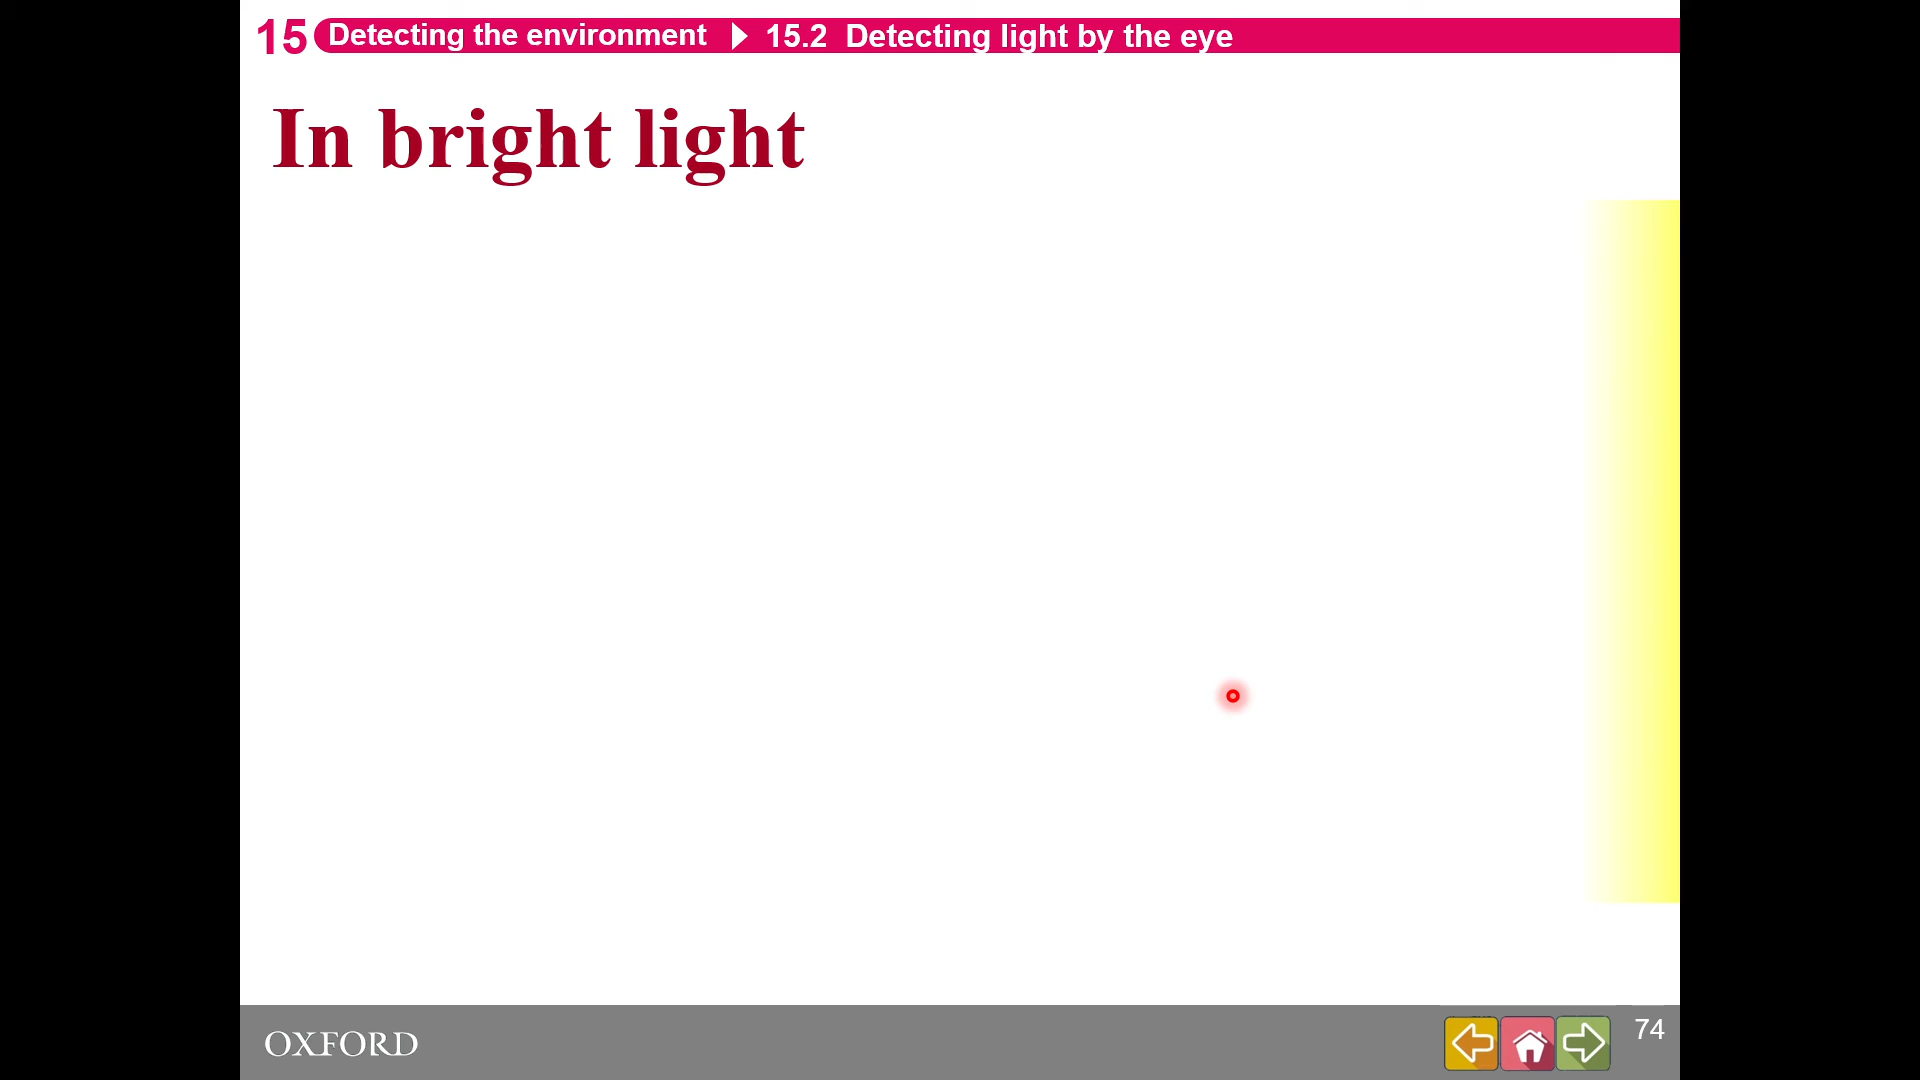 15 Detecting the environment 15.2 Detecting light by the eye
In bright light
OXFORD
74